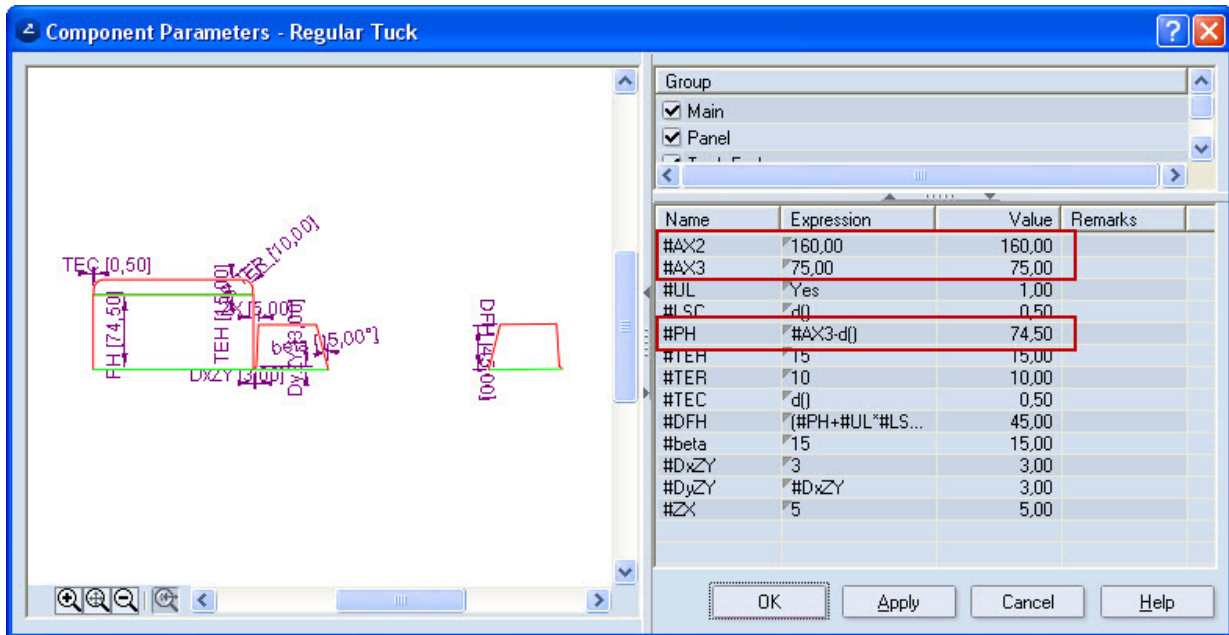 Component Parameters - Regular Tuck
TEC [0,50]
TER [10,00]
PH [74,50]
TEH [15,00]
ZX [5,00]
beta [15,00°]
DxZY [3,00]
DyZY [3,00]
DFH [45,00]
Group
Main
Panel
Name Expression Value Remarks
#AX2 160,00 160,00
#AX3 75,00 75,00
#UL Yes 1,00
#LSC d() 0,50
#PH #AX3-d() 74,50
#TEH 15 15,00
#TER 10 10,00
#TEC d() 0,50
#DFH (#PH+#UL*#LS... 45,00
#beta 15 15,00
#DxZY 3 3,00
#DyZY #DxZY 3,00
#ZX 5 5,00
OK Apply Cancel Help